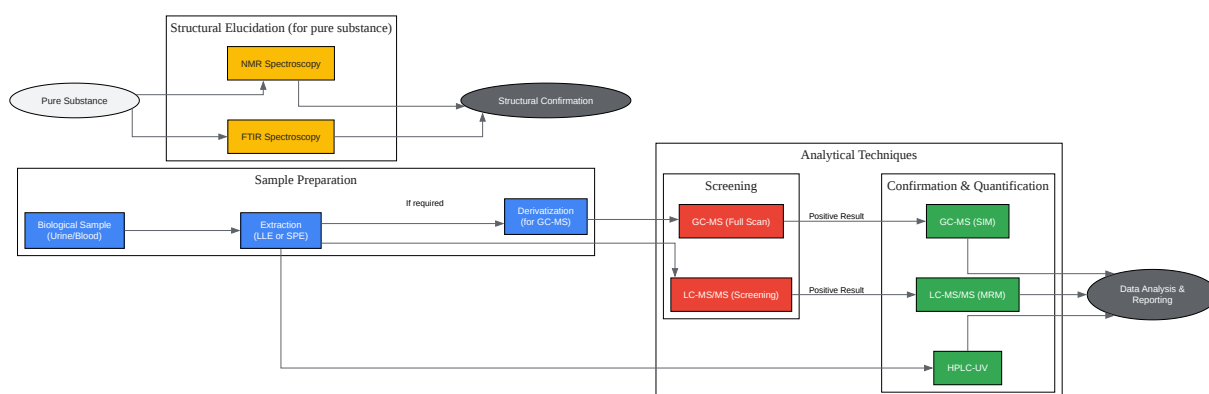 Structural Elucidation (for pure substance)
NMR Spectroscopy
Pure Substance
Structural Confirmation
FTIR Spectroscopy
Analytical Techniques
Sample Preparation
Screening
Confirmation & Quantification
If required
Biological Sample
(Urine/Blood)
Extraction
(LLE or SPE)
Derivatization
(for GC-MS)
GC-MS (Full Scan)
Positive Result
GC-MS (SIM)
LC-MS/MS (Screening)
Positive Result
LC-MS/MS (MRM)
Data Analysis &
Reporting
HPLC-UV